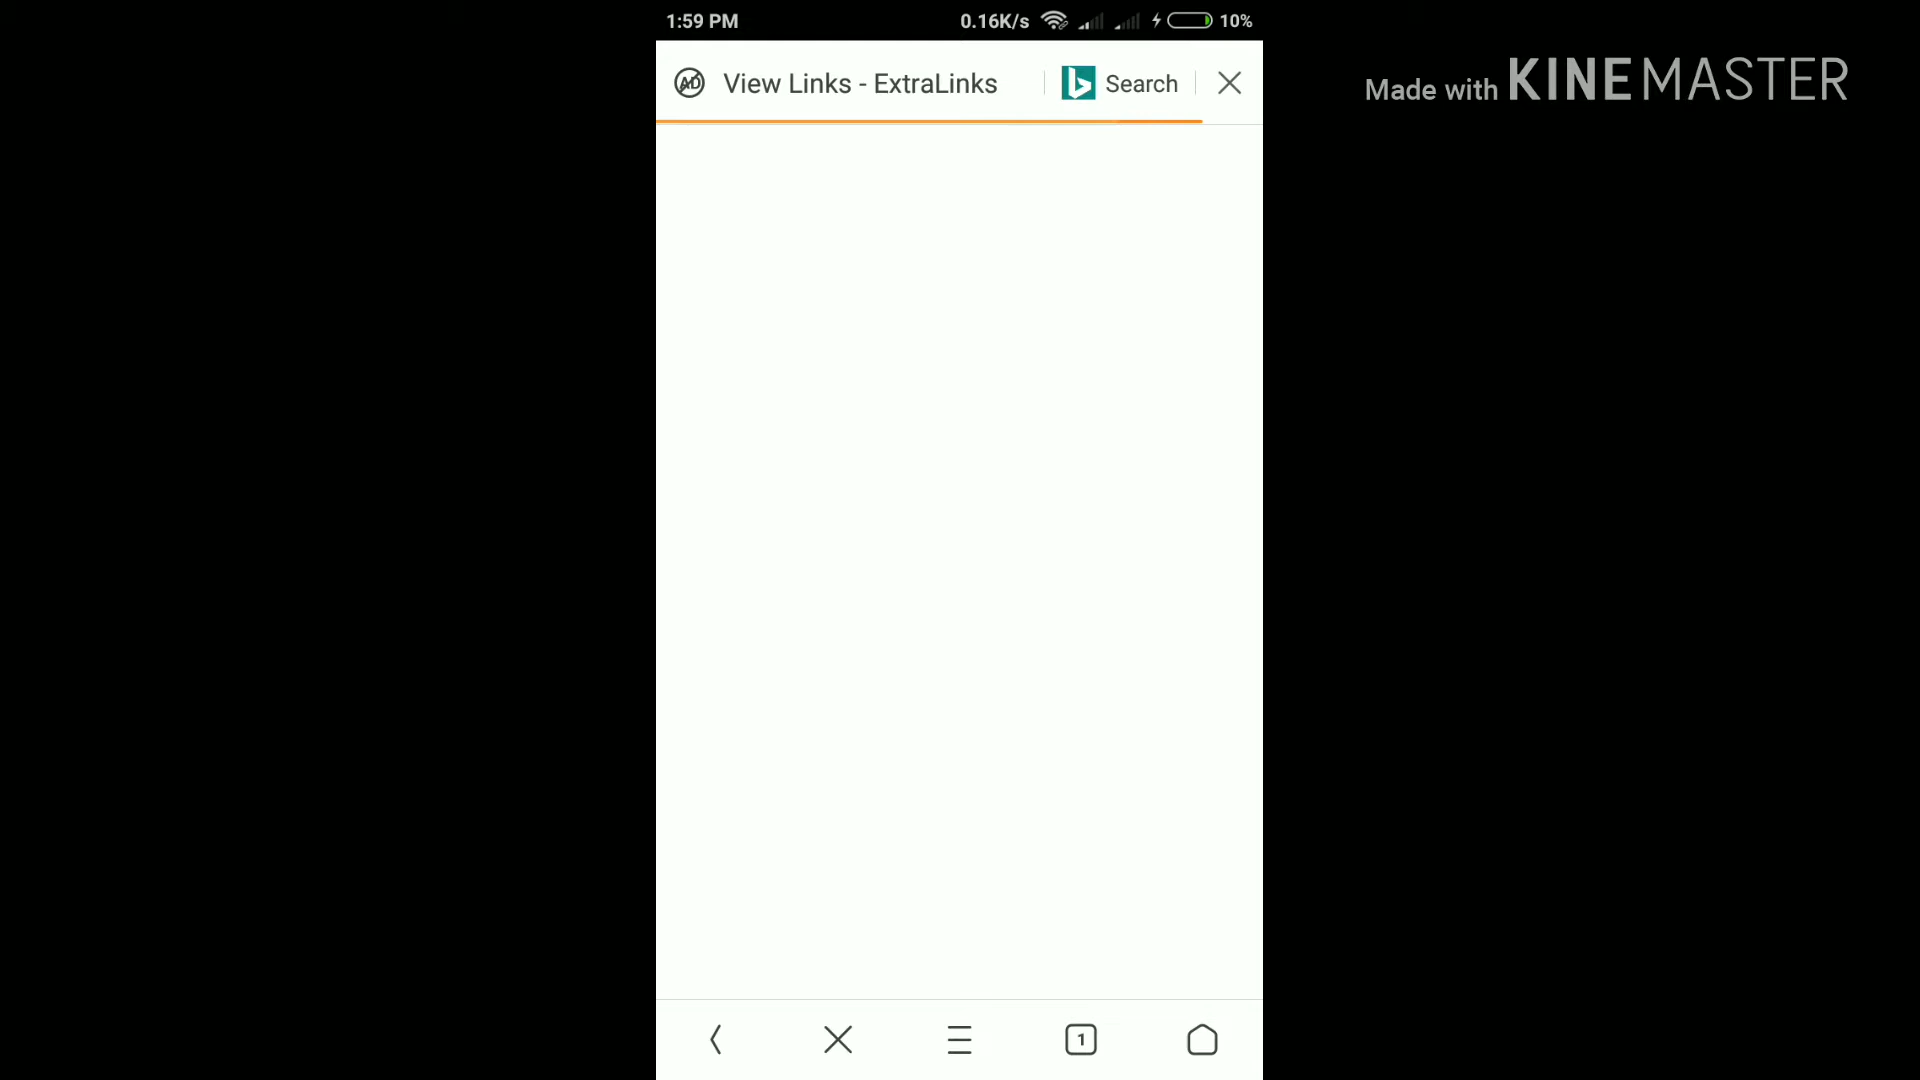 1:59 PM 0.16K/s 10%
View Links - ExtraLinks Search
Made with KINEMASTER
1